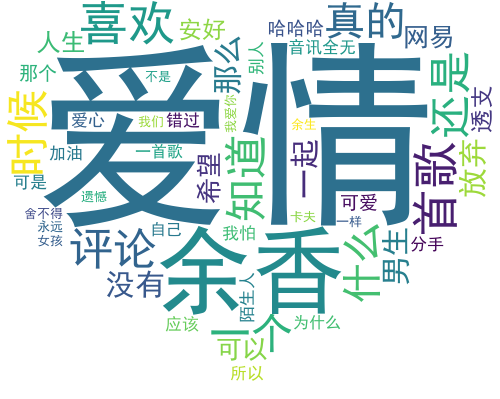 喜欢
安好
哈哈哈
真的
人生
那么
音讯全无
网易
那个
不是
别人
还是
时候
爱情
爱心
我们
错过
我爱你
余生
透支
加油
一首歌
知道
希望
一起
首歌
放弃
可是
遗憾
舍不得
永远
女孩
自己
我怕
卡夫
可爱
一样
评论
余香
什么
男生
分手
没有
陌生人
一个
应该
为什么
可以
所以